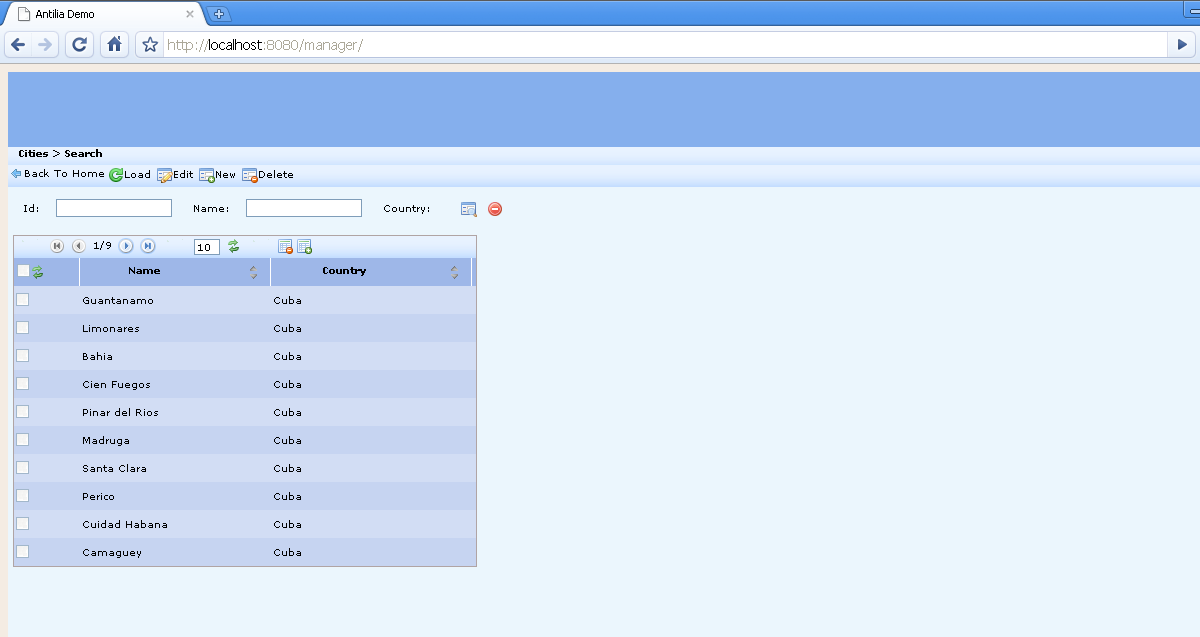 Antilia Demo
http://localhost:8080/manager/
Cities > Search
Back To Home Load Edit New Delete
Id: Name: Country:
1/9 10
Name Country
Guantanamo Cuba
Limonares Cuba
Bahia Cuba
Cien Fuegos Cuba
Pinar del Rios Cuba
Madruga Cuba
Santa Clara Cuba
Perico Cuba
Cuidad Habana Cuba
Camaguey Cuba